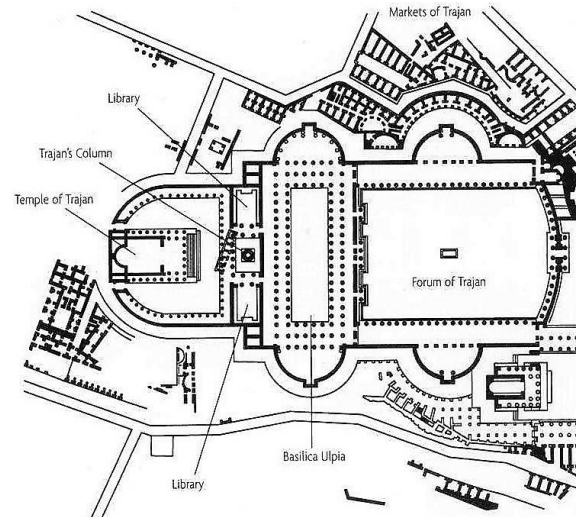 Markets of Trajan
Library
Trajan's Column
Temple of Trajan
Forum of Trajan
Basilica Ulpia
Library